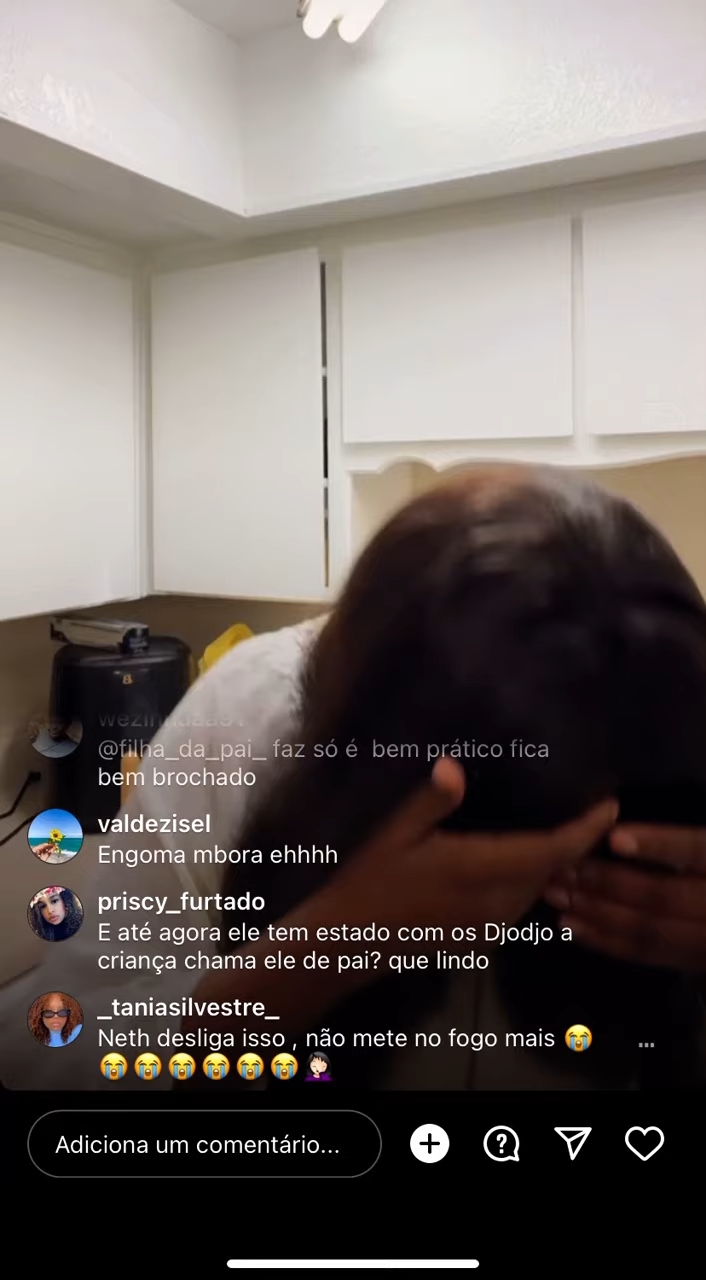 @filha_da_pai_ faz só é bem prático fica
bem brochado
valdezisel
Engoma mbora ehhhh
priscy_furtado
E até agora ele tem estado com os Djodjo a
criança chama ele de pai? que lindo
_taniasilvestre_
Neth desliga isso , não mete no fogo mais 😭
😭😭😭😭😭😭🤦🏻‍♀️
Adiciona um comentário...